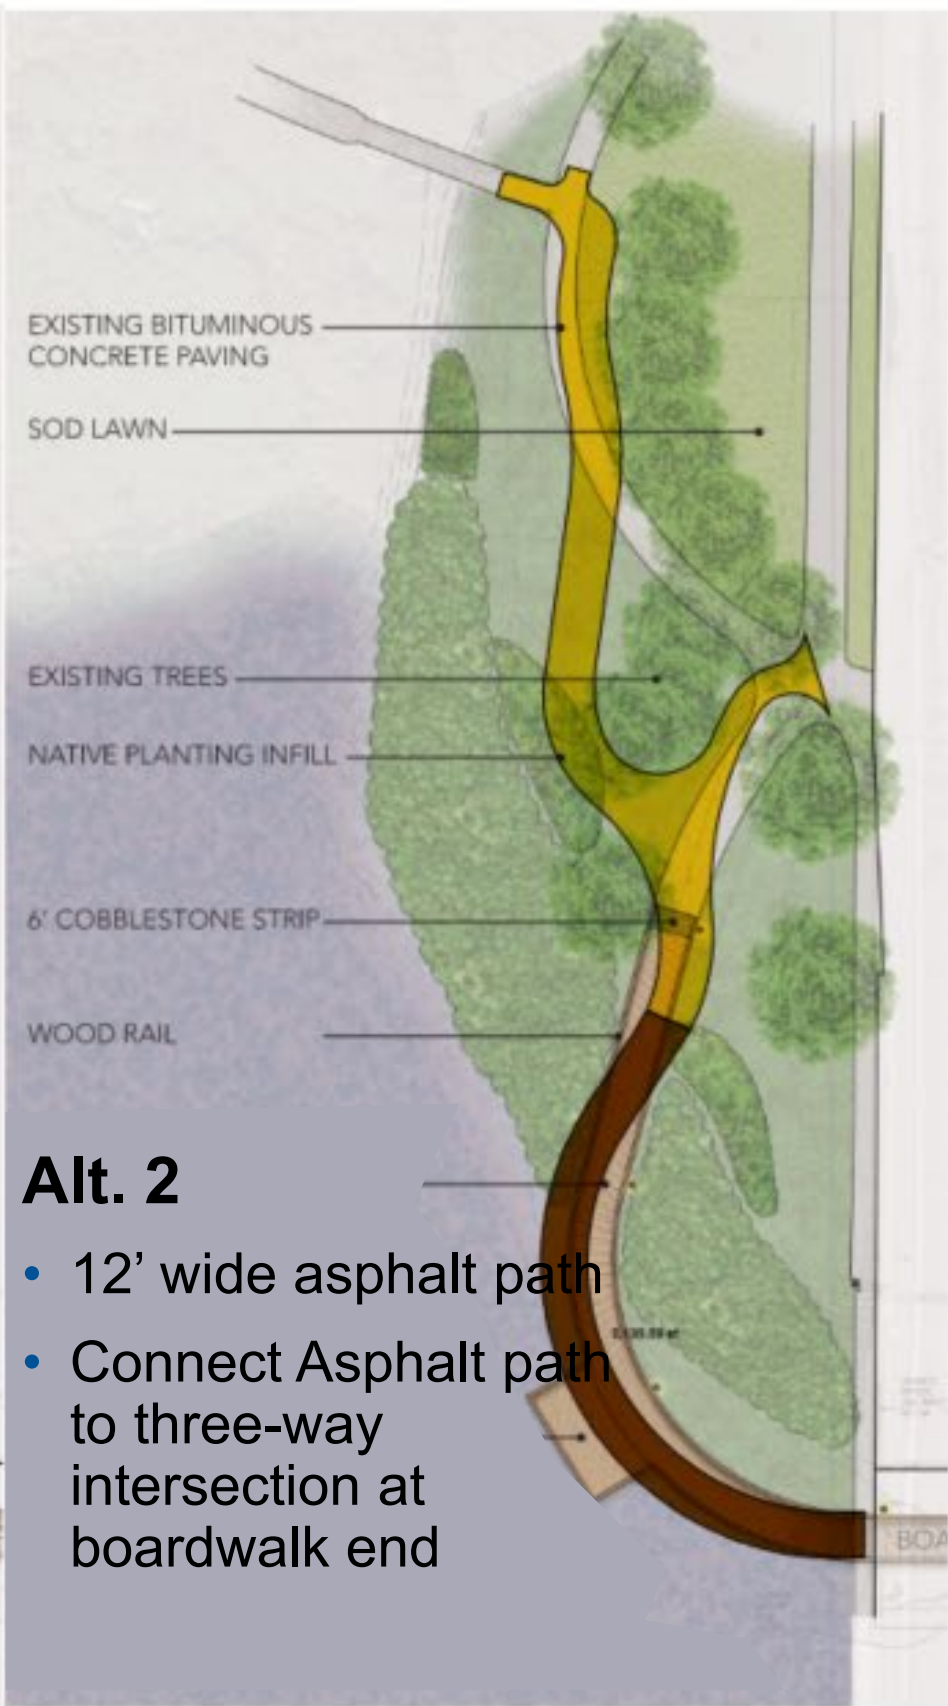 EXISTING BITUMINOUS
CONCRETE PAVING
SOD LAWN
EXISTING TREES
NATIVE PLANTING INFILL
6' COBBLESTONE STRIP
WOOD RAIL
Alt. 2
• 12’ wide asphalt path
• Connect Asphalt path
to three-way
intersection at
boardwalk end
BOA